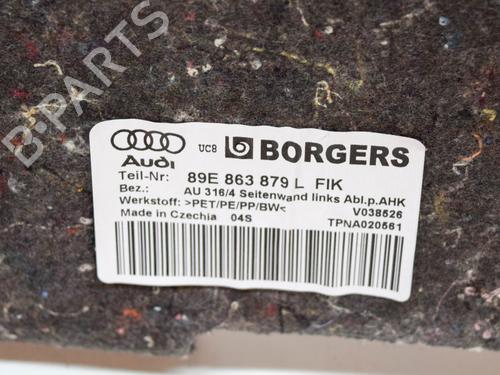 B-PARTS
Audi UC8 BORGERS
Teil-Nr: 89E 863 879 L FIK
Bez.: AU 316/4 Seitenwand links Abl.p.AHK
Werkstoff: >PET/PE/PP/BW< V038526
Made in Czechia 04S TPNA020561